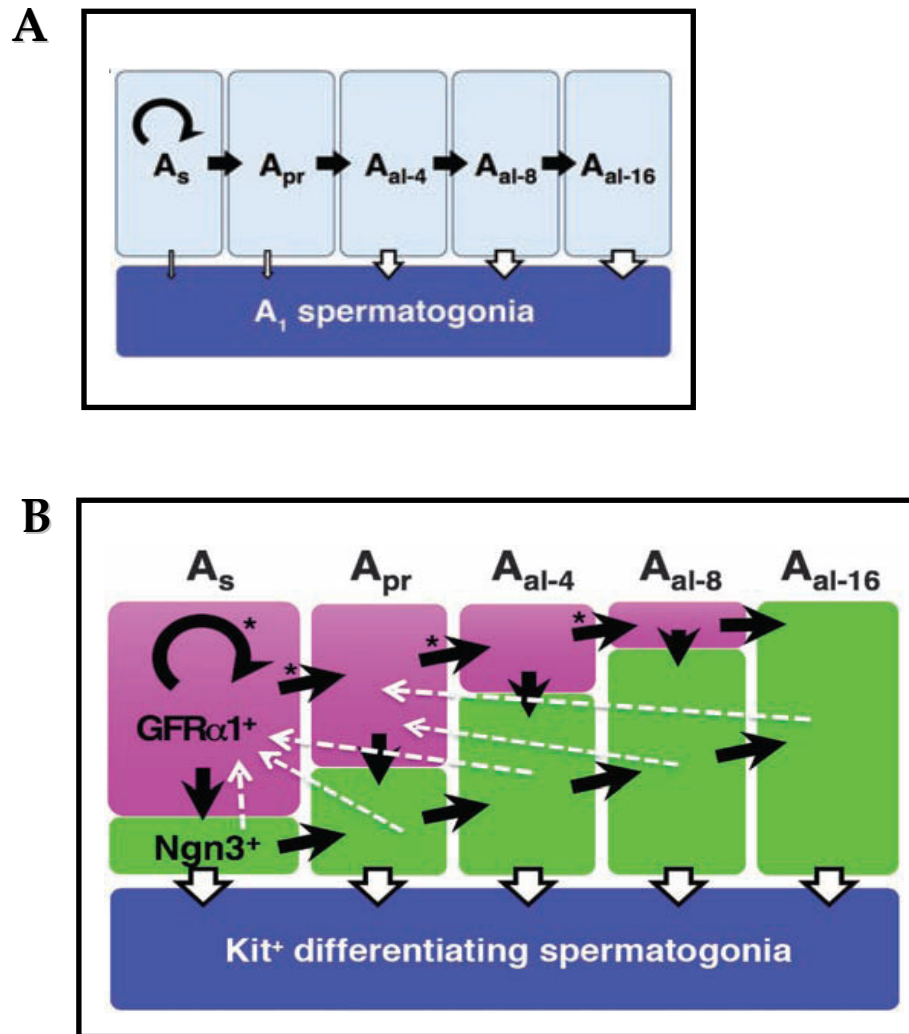 A
As Apr Aal-4 Aal-8 Aal-16
A1 spermatogonia
B
As Apr Aal-4 Aal-8 Aal-16
* * * *
GFRα1+
Ngn3+
Kit+ differentiating spermatogonia